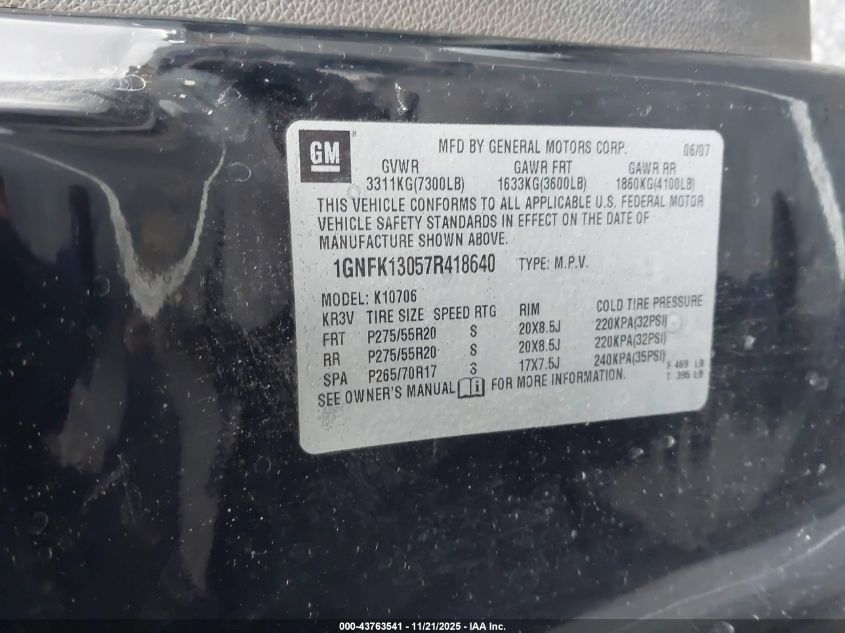 GM
MFD BY GENERAL MOTORS CORP. 06/07
GVWR GAWR FRT GAWR RR
3311KG(7300LB) 1633KG(3600LB) 1860KG(4100LB)
THIS VEHICLE CONFORMS TO ALL APPLICABLE U.S. FEDERAL MOTOR
VEHICLE SAFETY STANDARDS IN EFFECT ON THE DATE OF
MANUFACTURE SHOWN ABOVE.
1GNFK13057R418640 TYPE: M.P.V.
MODEL: K10706
KR3V TIRE SIZE SPEED RTG RIM COLD TIRE PRESSURE
FRT P275/55R20 S 20X8.5J 220KPA(32PSI)
RR P275/55R20 S 20X8.5J 220KPA(32PSI)
SPA P265/70R17 S 17X7.5J 240KPA(35PSI)
SEE OWNER'S MANUAL FOR MORE INFORMATION.
F 469 LB
T 395 LB
000-43763541 - 11/21/2025 - IAA Inc.